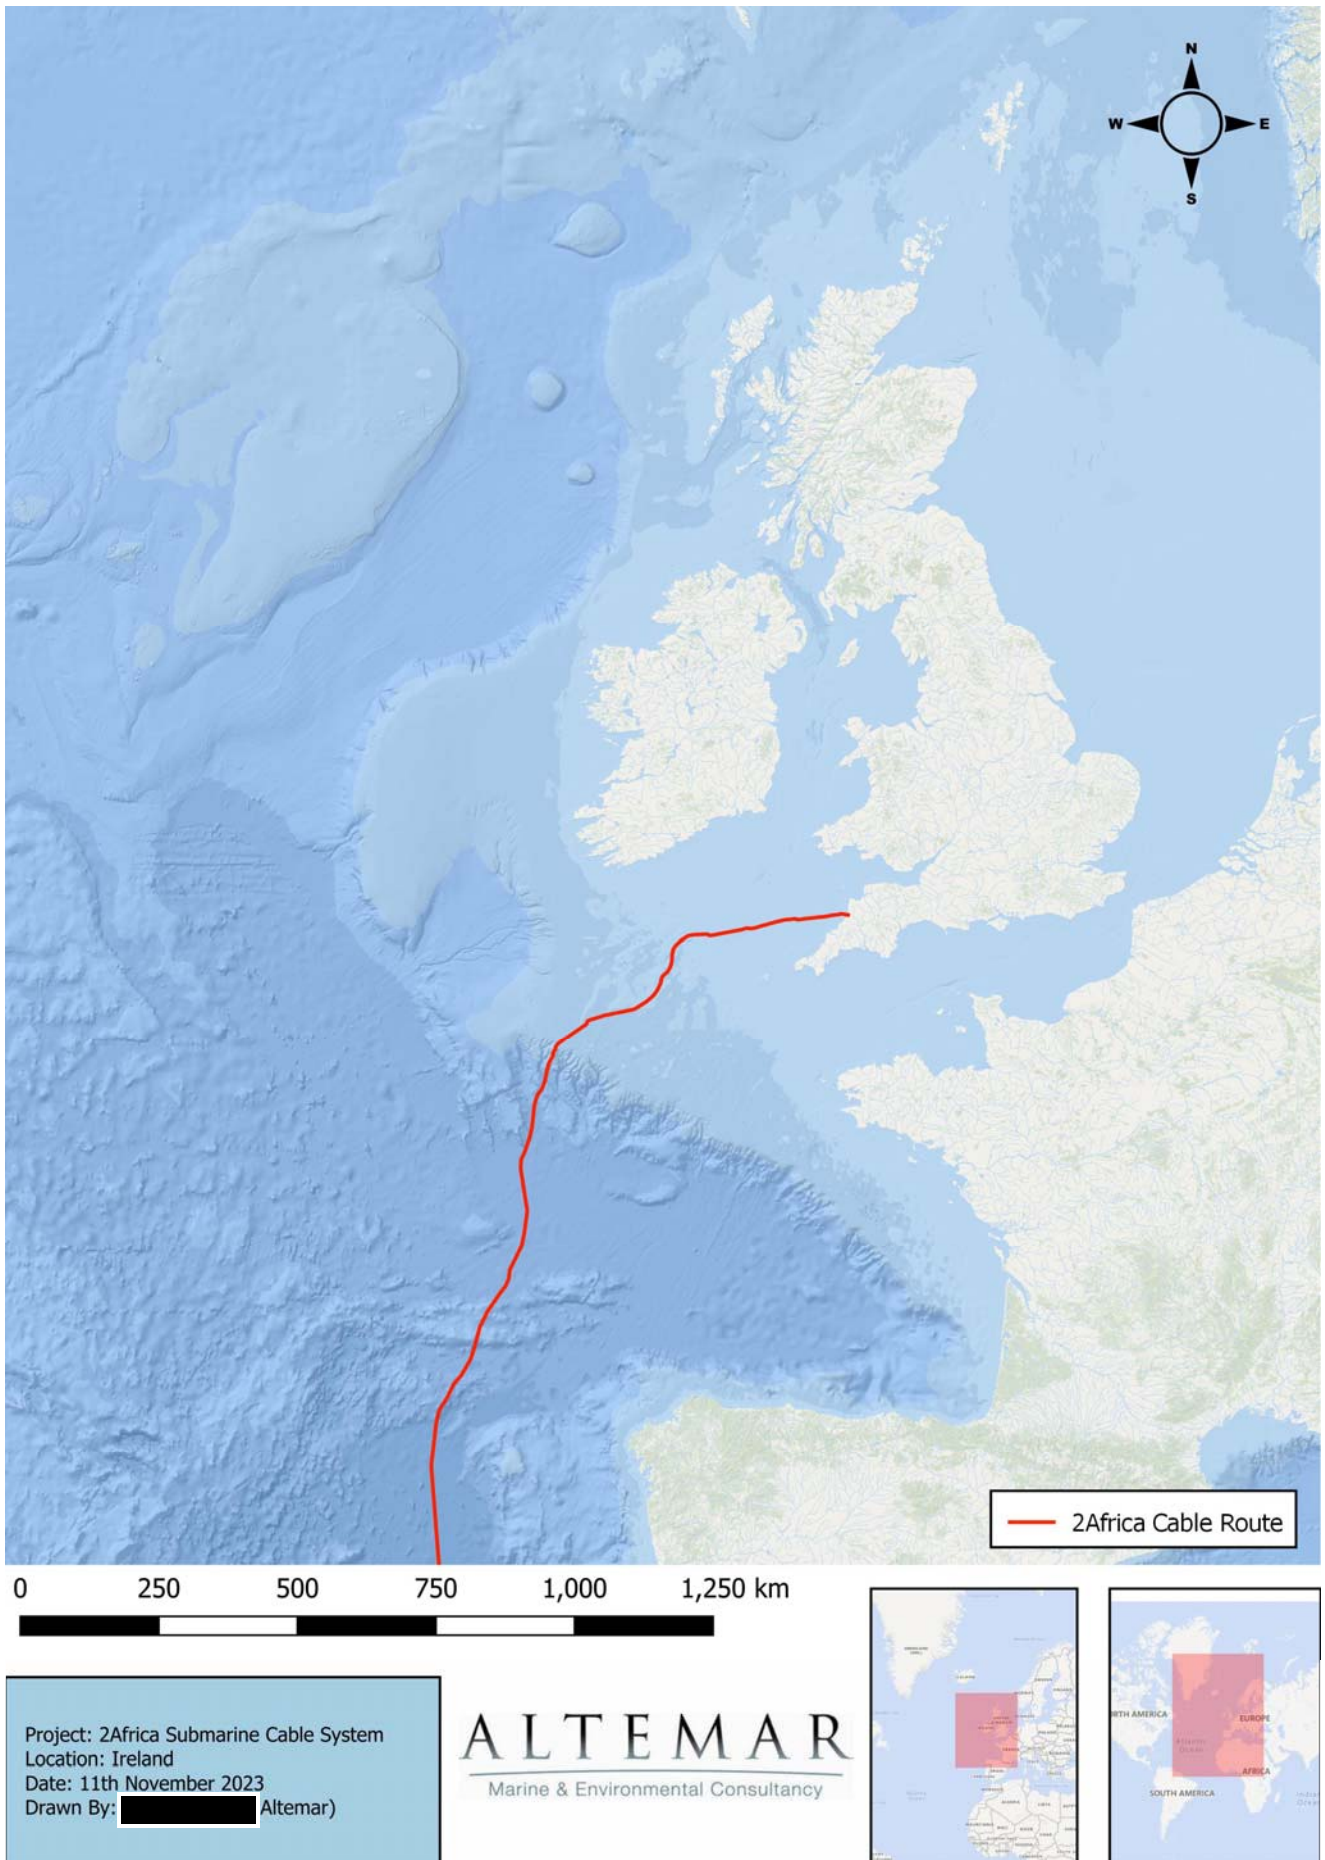 N
W E
S
2Africa Cable Route
0 250 500 750 1,000 1,250 km
Project: 2Africa Submarine Cable System
Location: Ireland
Date: 11th November 2023
Drawn By: Altemar)
ALTEMAR
Marine & Environmental Consultancy
RTH AMERICA
EUROPE
AFRICA
SOUTH AMERICA